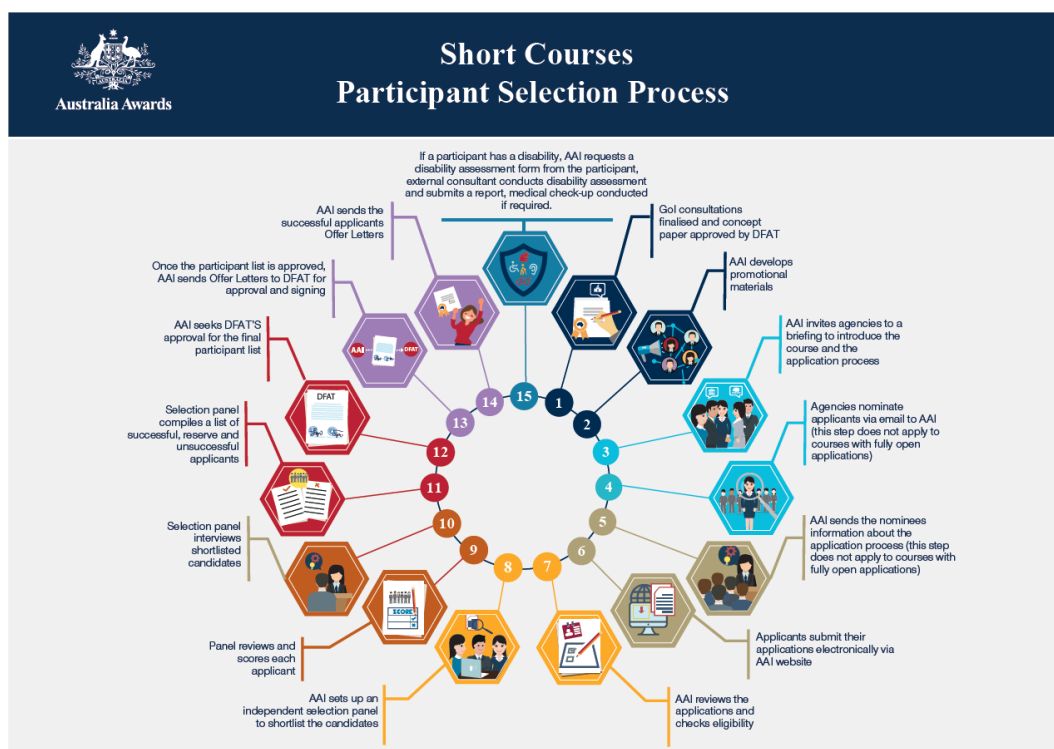 Short Courses
Participant Selection Process
AUSTRALIA
Australia Awards
If a participant has a disability, AAI requests a
disability assessment form from the participant,
external consultant conducts disability assessment
and submits a report, medical check-up conducted
if required.
GoI consultations
finalised and concept
paper approved by DFAT
AAI develops
promotional
materials
AAI invites agencies to a
briefing to introduce the
course and the
application process
Agencies nominate
applicants via email to AAI
(this step does not apply to
courses with fully open
applications)
AAI sends the nominees
information about the
application process (this step
does not apply to courses with
fully open applications)
Applicants submit their
applications electronically via
AAI website
AAI reviews the
applications and
checks eligibility
AAI sets up an
independent selection panel
to shortlist the candidates
Panel reviews and
scores each
applicant
SCORE
Selection panel
interviews
shortlisted
candidates
Selection panel
compiles a list of
successful, reserve and
unsuccessful
applicants
AAI seeks DFAT'S
approval for the final
participant list
DFAT
Once the participant list is approved,
AAI sends Offer Letters to DFAT for
approval and signing
AAI
DFAT
AAI sends the
successful applicants
Offer Letters
1
2
3
4
5
6
7
8
9
10
11
12
13
14
15